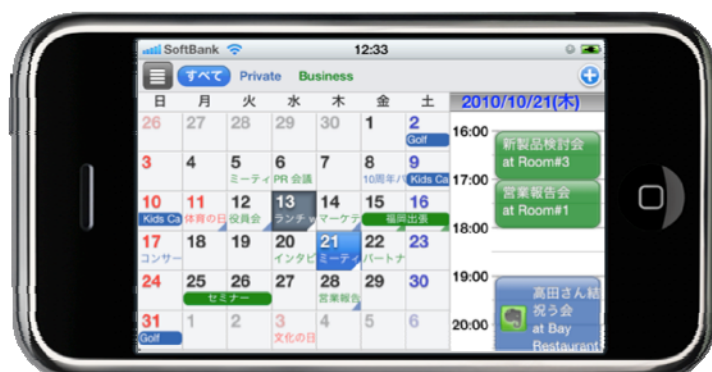 SoftBank 12:33
すべて Private Business
日 月 火 水 木 金 土
2010/10/21(木)
26 27 28 29 30 1 2
Golf
3 4 5 6 7 8 9
ミーティ PR 会議 10周年パ Kids Ca
10 11 12 13 14 15 16
Kids Ca 体育の日 役員会 ランチ w マーケテ 福岡出張
17 18 19 20 21 22 23
コンサー インタビ ミーティ パートナ
24 25 26 27 28 29 30
セミナー 営業報告
31 1 2 3 4 5 6
Golf 文化の日
16:00
新製品検討会
at Room#3
17:00
営業報告会
at Room#1
18:00
19:00
高田さん結
祝う会
20:00
at Bay
Restaurant